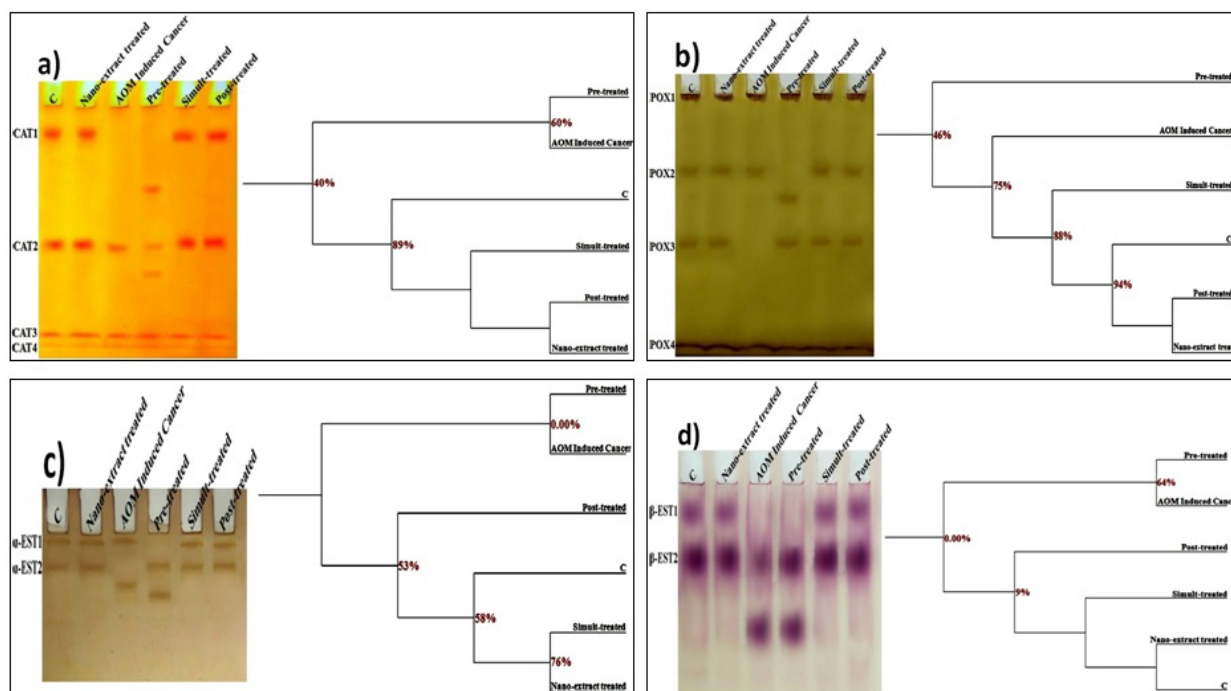 a)
C
Nano-extract treated
AOM Induced Cancer
Pre-treated
Simult-treated
Post-treated
CAT1
CAT2
CAT3
CAT4
Pre-treated
60%
AOM Induced Cancer
40%
C
89%
Simult-treated
Post-treated
Nano-extract treated
b)
C
Nano-extract treated
AOM Induced Cancer
Pre-treated
Simult-treated
Post-treated
POX1
POX2
POX3
POX4
Pre-treated
46%
AOM Induced Cancer
75%
Simult-treated
88%
C
94%
Post-treated
Nano-extract treat
c)
C
Nano-extract treated
AOM Induced Cancer
Pre-treated
Simult-treated
Post-treated
α-EST1
α-EST2
Pre-treated
0.00%
AOM Induced Cancer
Post-treated
53%
C
58%
Simult-treated
76%
Nano-extract treated
d)
C
Nano-extract treated
AOM Induced Cancer
Pre-treated
Simult-treated
Post-treated
β-EST1
β-EST2
Pre-treated
64%
AOM Induced Cancer
0.00%
Post-treated
9%
Simult-treated
Nano-extract treated
C